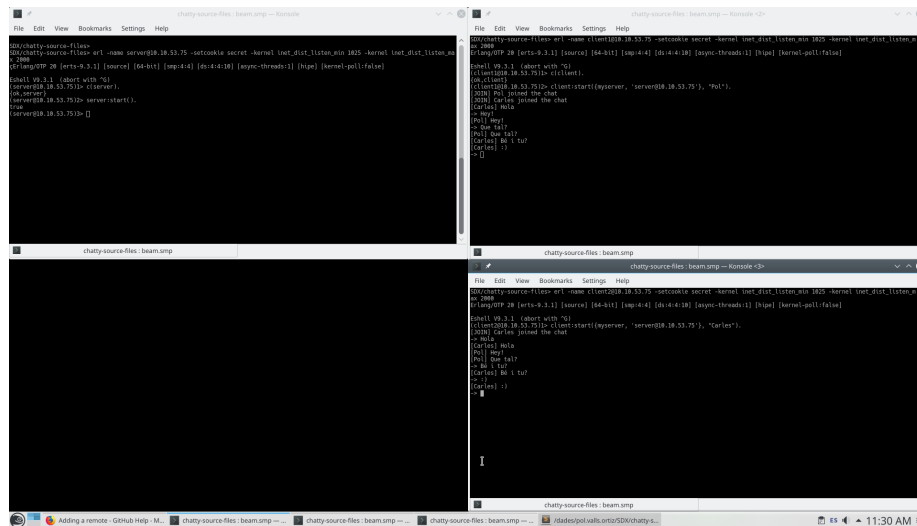 chatty-source-files : beam.smp — Konsole
File Edit View Bookmarks Settings Help
SDX/chatty-source-files>
SDX/chatty-source-files> erl -name server@10.10.53.75 -setcookie secret -kernel inet_dist_listen_min 1025 -kernel inet_dist_listen_ma
x 2000
çErlang/OTP 20 [erts-9.3.1] [source] [64-bit] [smp:4:4] [ds:4:4:10] [async-threads:1] [hipe] [kernel-poll:false]
Eshell V9.3.1 (abort with ^G)
(server@10.10.53.75)1> c(server).
{ok,server}
(server@10.10.53.75)2> server:start().
true
(server@10.10.53.75)3>
chatty-source-files : beam.smp
chatty-source-files : beam.smp — Konsole <2>
File Edit View Bookmarks Settings Help
SDX/chatty-source-files> erl -name client1@10.10.53.75 -setcookie secret -kernel inet_dist_listen_min 1025 -kernel inet_dist_listen_m
ax 2000
Erlang/OTP 20 [erts-9.3.1] [source] [64-bit] [smp:4:4] [ds:4:4:10] [async-threads:1] [hipe] [kernel-poll:false]
Eshell V9.3.1 (abort with ^G)
(client1@10.10.53.75)1> c(client).
{ok,client}
(client1@10.10.53.75)2> client:start({myserver, 'server@10.10.53.75'}, "Pol").
[JOIN] Pol joined the chat
[JOIN] Carles joined the chat
[Carles] Hola
-> Hey!
[Pol] Hey!
-> Que tal?
[Pol] Que tal?
[Carles] Bé i tu?
[Carles] :)
->
chatty-source-files : beam.smp
chatty-source-files : beam.smp — Konsole <3>
File Edit View Bookmarks Settings Help
SDX/chatty-source-files> erl -name client2@10.10.53.75 -setcookie secret -kernel inet_dist_listen_min 1025 -kernel inet_dist_listen_m
ax 2000
Erlang/OTP 20 [erts-9.3.1] [source] [64-bit] [smp:4:4] [ds:4:4:10] [async-threads:1] [hipe] [kernel-poll:false]
Eshell V9.3.1 (abort with ^G)
(client2@10.10.53.75)1> client:start({myserver, 'server@10.10.53.75'}, "Carles").
[JOIN] Carles joined the chat
-> Hola
[Carles] Hola
[Pol] Hey!
[Pol] Que tal?
-> Bé i tu?
[Carles] Bé i tu?
-> :)
[Carles] :)
->
chatty-source-files : beam.smp
Adding a remote - GitHub Help - M... chatty-source-files : beam.smp — ... chatty-source-files : beam.smp — ... chatty-source-files : beam.smp — ... /dades/pol.valls.ortiz/SDX/chatty-s... ES 11:30 AM